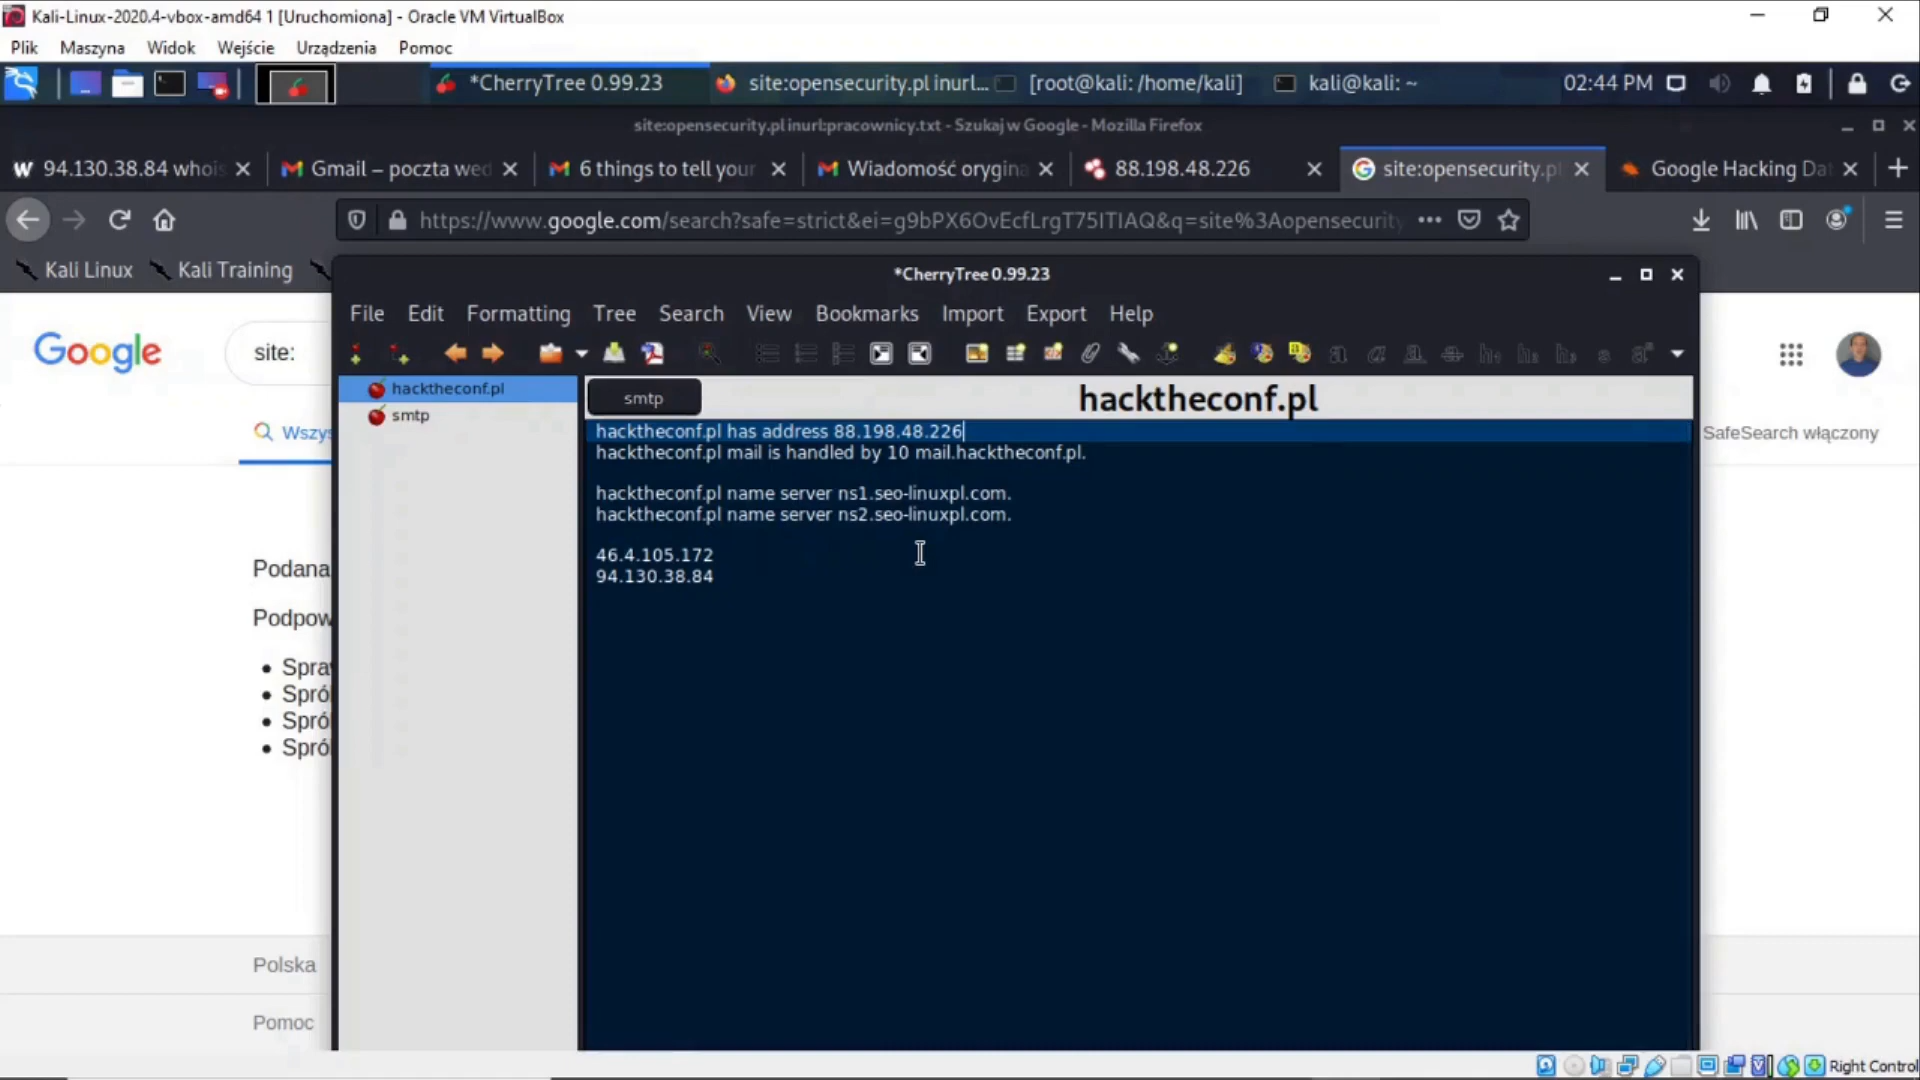 Kali-Linux-2020.4-vbox-amd64 1 [Uruchomiona] - Oracle VM VirtualBox
Plik Maszyna Widok Wejście Urządzenia Pomoc
*CherryTree 0.99.23 site:opensecurity.pl inurl... [root@kali: /home/kali] kali@kali: ~ 02:44 PM
site:opensecurity.pl inurl:pracownicy.txt - Szukaj w Google - Mozilla Firefox
W 94.130.38.84 whois Gmail – poczta wed 6 things to tell your Wiadomość orygina 88.198.48.226 site:opensecurity.pl Google Hacking Dat
https://www.google.com/search?safe=strict&ei=g9bPX6OvEcfLrgT75ITIAQ&q=site%3Aopensecurity
Kali Linux Kali Training
*CherryTree 0.99.23
File Edit Formatting Tree Search View Bookmarks Import Export Help
Google
site:
hacktheconf.pl
smtp
smtp
hacktheconf.pl
hacktheconf.pl has address 88.198.48.226
hacktheconf.pl mail is handled by 10 mail.hacktheconf.pl.
hacktheconf.pl name server ns1.seo-linuxpl.com.
hacktheconf.pl name server ns2.seo-linuxpl.com.
46.4.105.172
94.130.38.84
Wszys
SafeSearch włączony
Podana
Podpow
Spraw
Sprób
Sprób
Sprób
Polska
Pomoc
Right Control